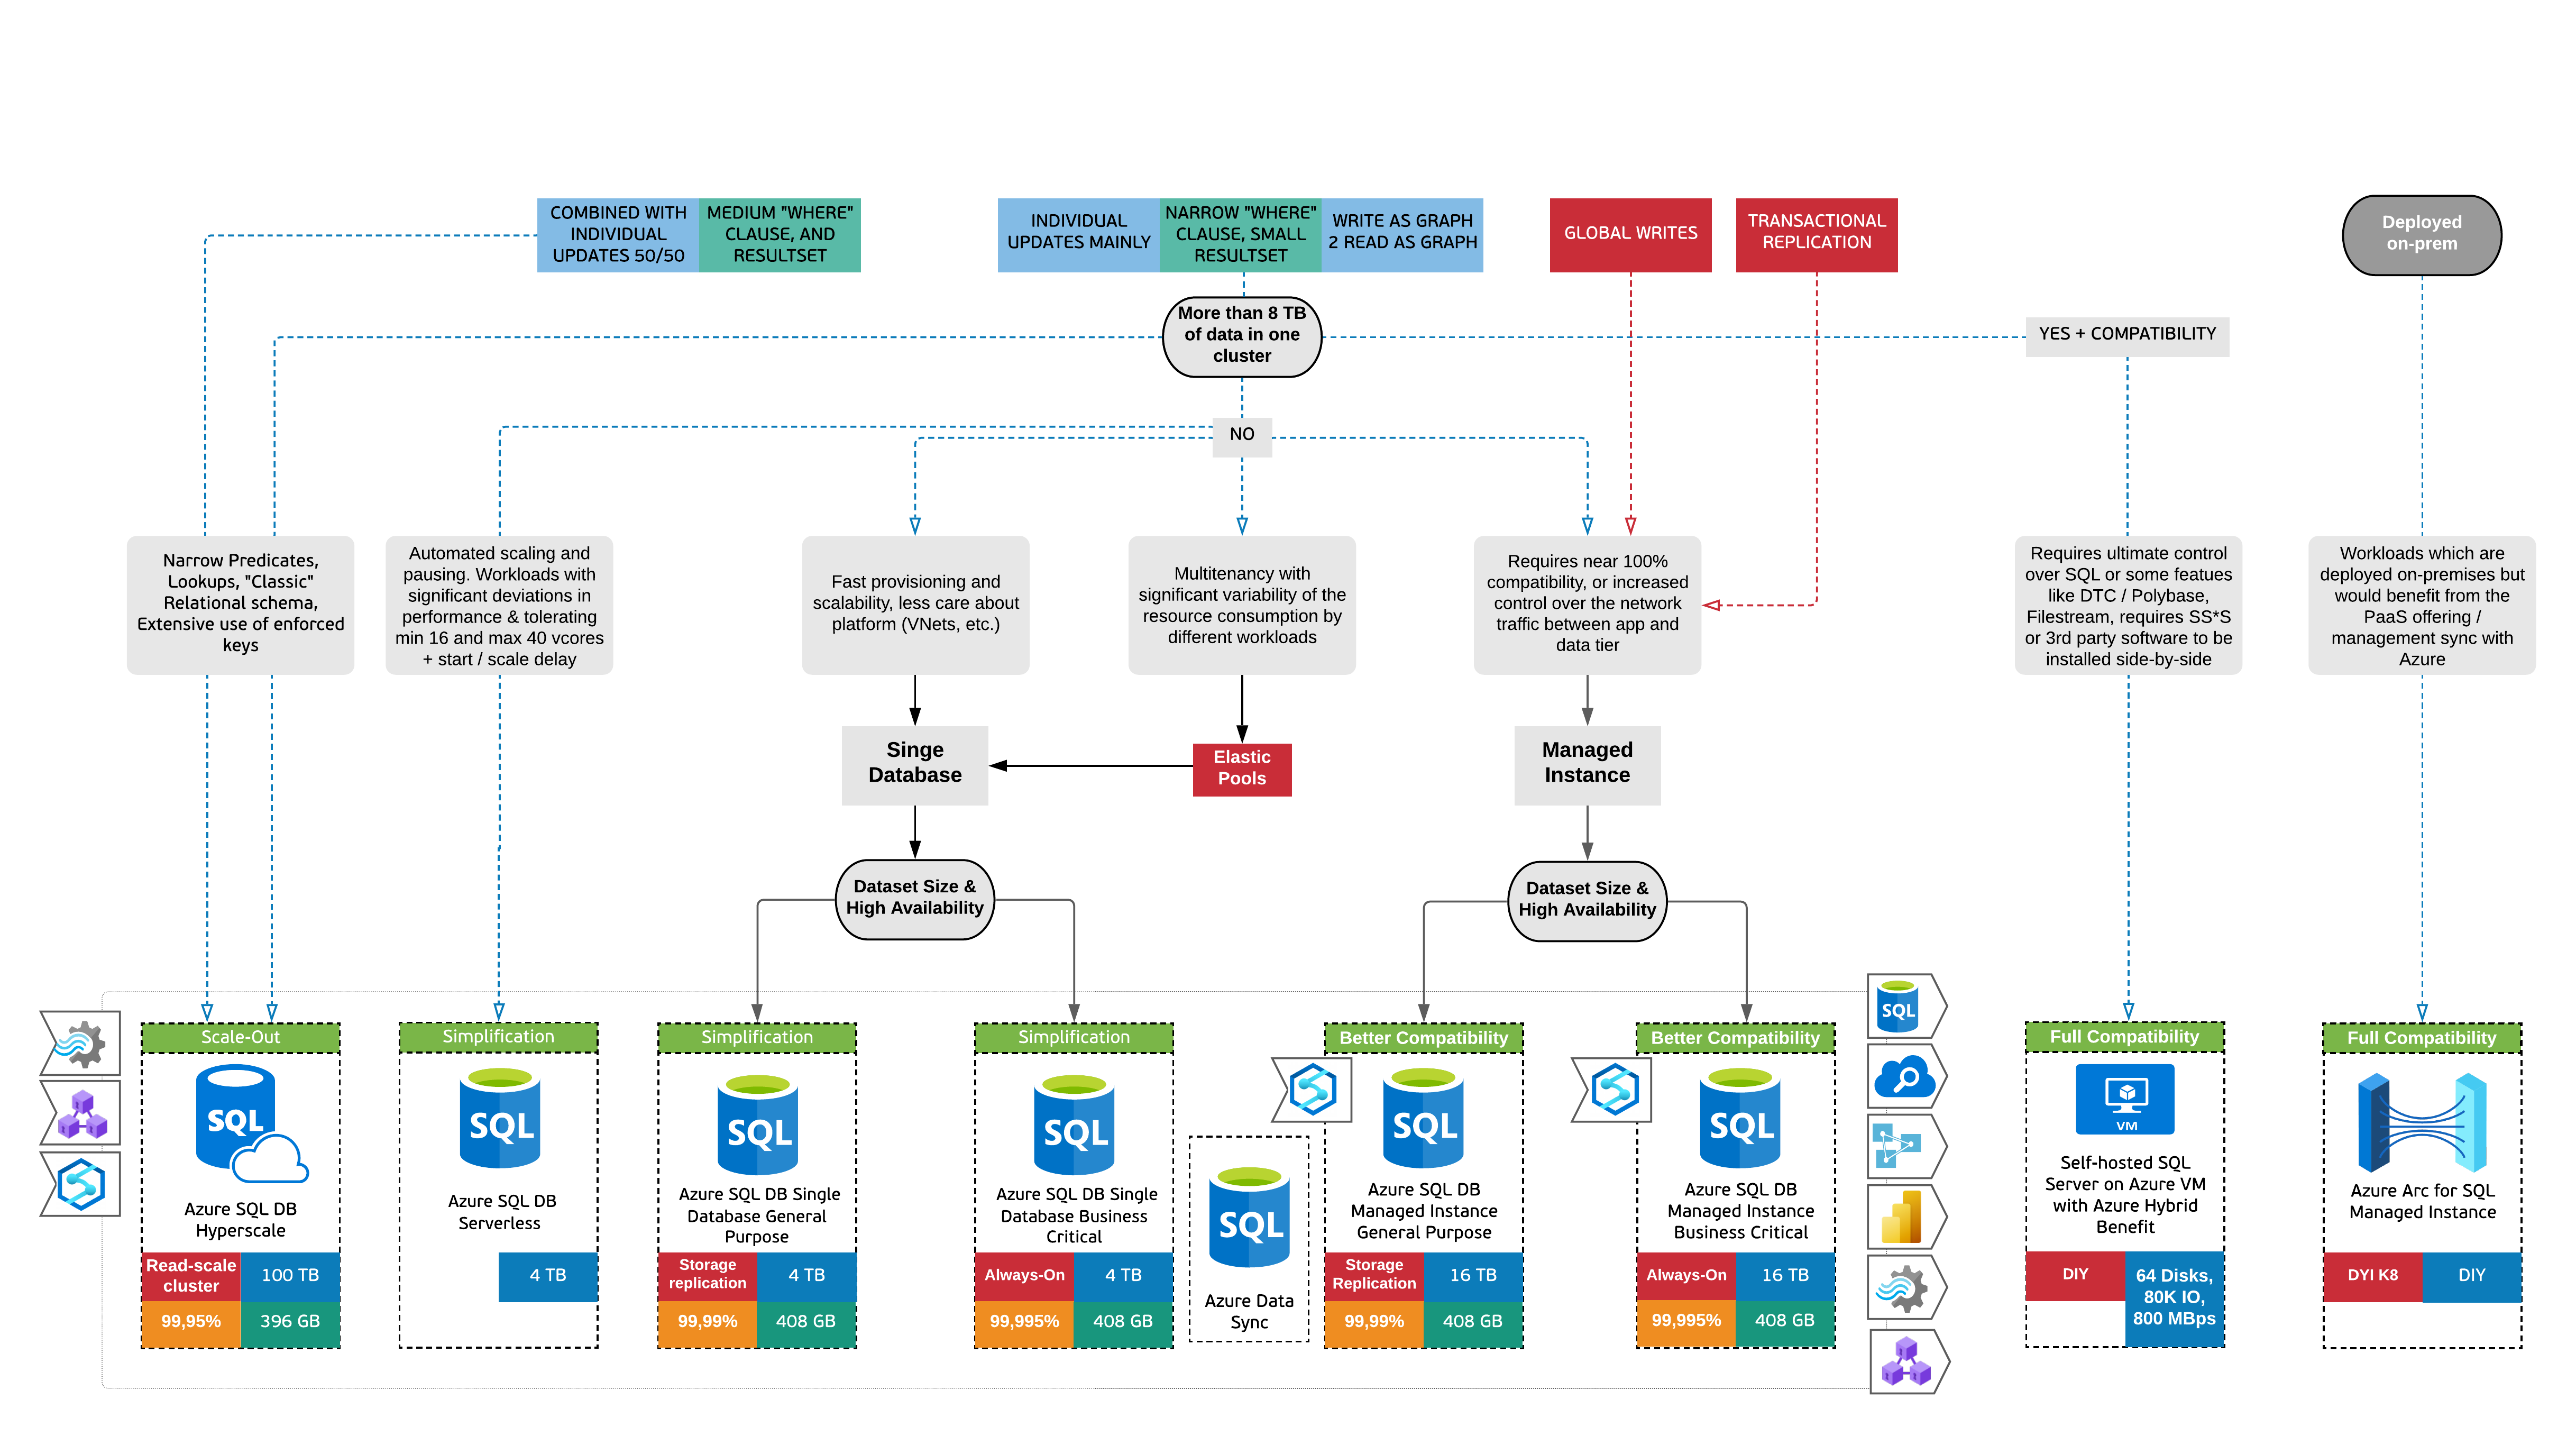 COMBINED WITH
INDIVIDUAL
UPDATES 50/50
MEDIUM "WHERE"
CLAUSE, AND
RESULTSET
INDIVIDUAL
UPDATES MAINLY
NARROW "WHERE"
CLAUSE, SMALL
RESULTSET
WRITE AS GRAPH
2 READ AS GRAPH
GLOBAL WRITES
TRANSACTIONAL
REPLICATION
Deployed
on-prem
More than 8 TB
of data in one
cluster
YES + COMPATIBILITY
NO
Narrow Predicates,
Lookups, "Classic"
Relational schema,
Extensive use of enforced
keys
Automated scaling and
pausing. Workloads with
significant deviations in
performance & tolerating
min 16 and max 40 vcores
+ start / scale delay
Fast provisioning and
scalability, less care about
platform (VNets, etc.)
Multitenancy with
significant variability of the
resource consumption by
different workloads
Requires near 100%
compatibility, or increased
control over the network
traffic between app and
data tier
Requires ultimate control
over SQL or some featues
like DTC / Polybase,
Filestream, requires SS*S
or 3rd party software to be
installed side-by-side
Workloads which are
deployed on-premises but
would benefit from the
PaaS offering /
management sync with
Azure
Singe
Database
Elastic
Pools
Managed
Instance
Dataset Size &
High Availability
Dataset Size &
High Availability
SQL
Scale-Out
SQL
Azure SQL DB
Hyperscale
Read-scale
cluster
100 TB
99,95%
396 GB
Simplification
SQL
Azure SQL DB
Serverless
4 TB
Simplification
SQL
Azure SQL DB Single
Database General
Purpose
Storage
replication
4 TB
99,99%
408 GB
Simplification
SQL
Azure SQL DB Single
Database Business
Critical
Always-On
4 TB
99,995%
408 GB
SQL
Azure Data
Sync
Better Compatibility
SQL
Azure SQL DB
Managed Instance
General Purpose
Storage
Replication
16 TB
99,99%
408 GB
Better Compatibility
SQL
Azure SQL DB
Managed Instance
Business Critical
Always-On
16 TB
99,995%
408 GB
Full Compatibility
VM
Self-hosted SQL
Server on Azure VM
with Azure Hybrid
Benefit
DIY
64 Disks,
80K IO,
800 MBps
Full Compatibility
Azure Arc for SQL
Managed Instance
DYI K8
DIY